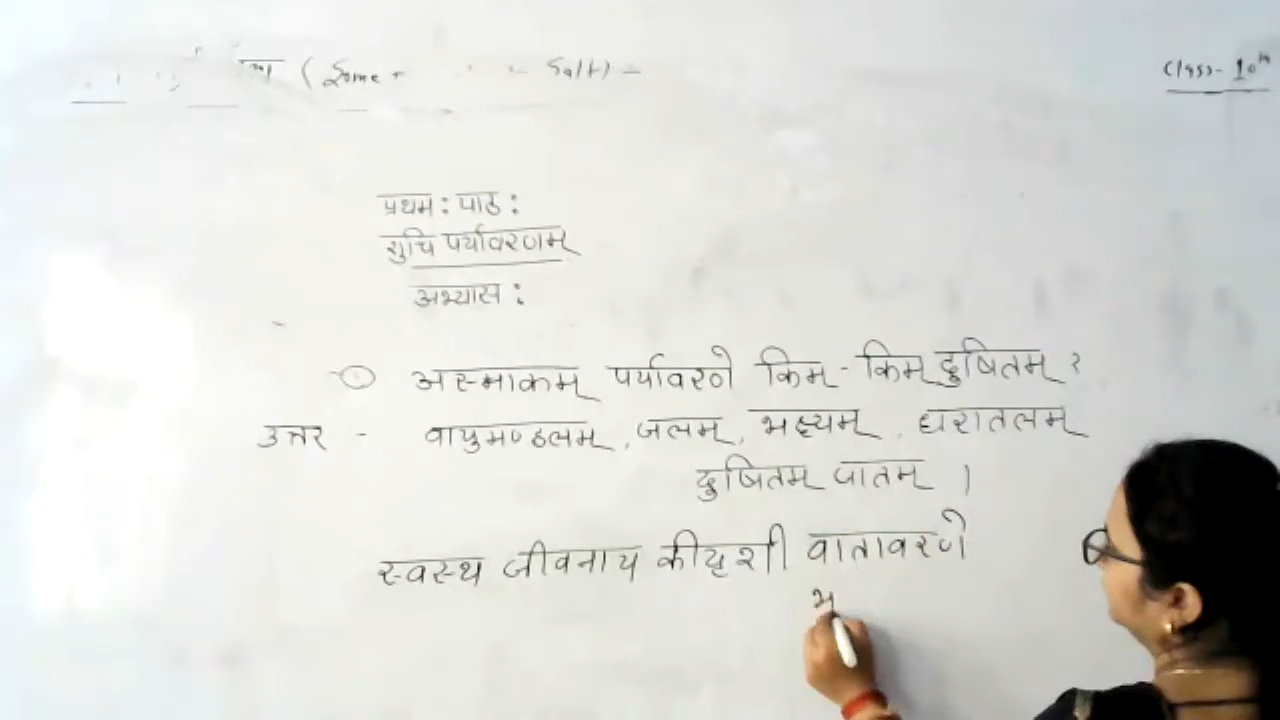 (Some
Class- 10th
प्रथम: पाठ:
शुचि पर्यावरणम्
अभ्यास:
① अस्माकम् पर्यावरणे किम्-किम् दुषितम् ?
उत्तर - वायुमण्डलम्, जलम्, भक्ष्यम्, धरातलम्
दुषितम् जातम् ।
स्वस्थ जीवनाय कीदृशी वातावरणे
भ्र